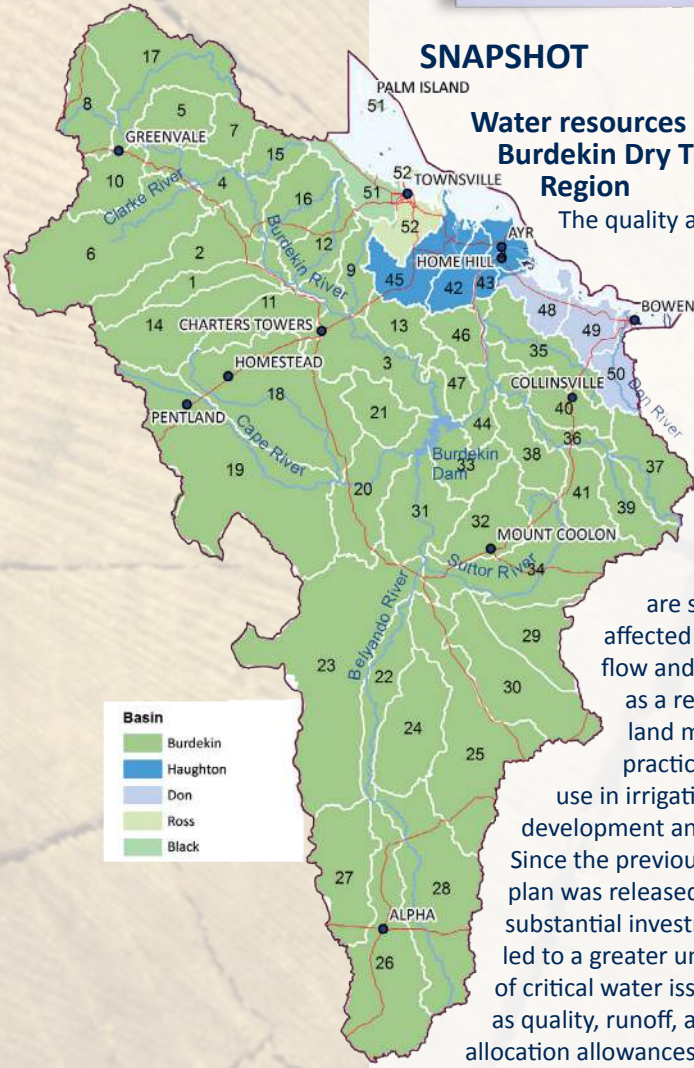 SNAPSHOT
Water resources
Burdekin Dry T
Region
The quality a
PALM ISLAND
51
17
8
5
7
GREENVALE
15
10
4
Clarke River
16
51
52
TOWNSVILLE
52
12
Burdekin River
9
6
2
1
AYR
HOME HILL
45
42
43
48
49
BOWEN
14
11
CHARTERS TOWERS
13
46
35
50
Don River
HOMESTEAD
3
PENTLAND
18
Cape River
47
COLLINSVILLE
40
21
44
36
19
20
Burdekin
Dam
33
38
37
31
41
39
32
MOUNT COOLON
Suttor River
34
Belyando River
23
22
29
30
24
25
27
28
ALPHA
26
Basin
Burdekin
Haughton
Don
Ross
Black
are s
affected
flow and
as a re
land m
practic
use in irrigati
development an
Since the previou
plan was released
substantial investi
led to a greater un
of critical water iss
as quality, runoff, a
allocation allowances